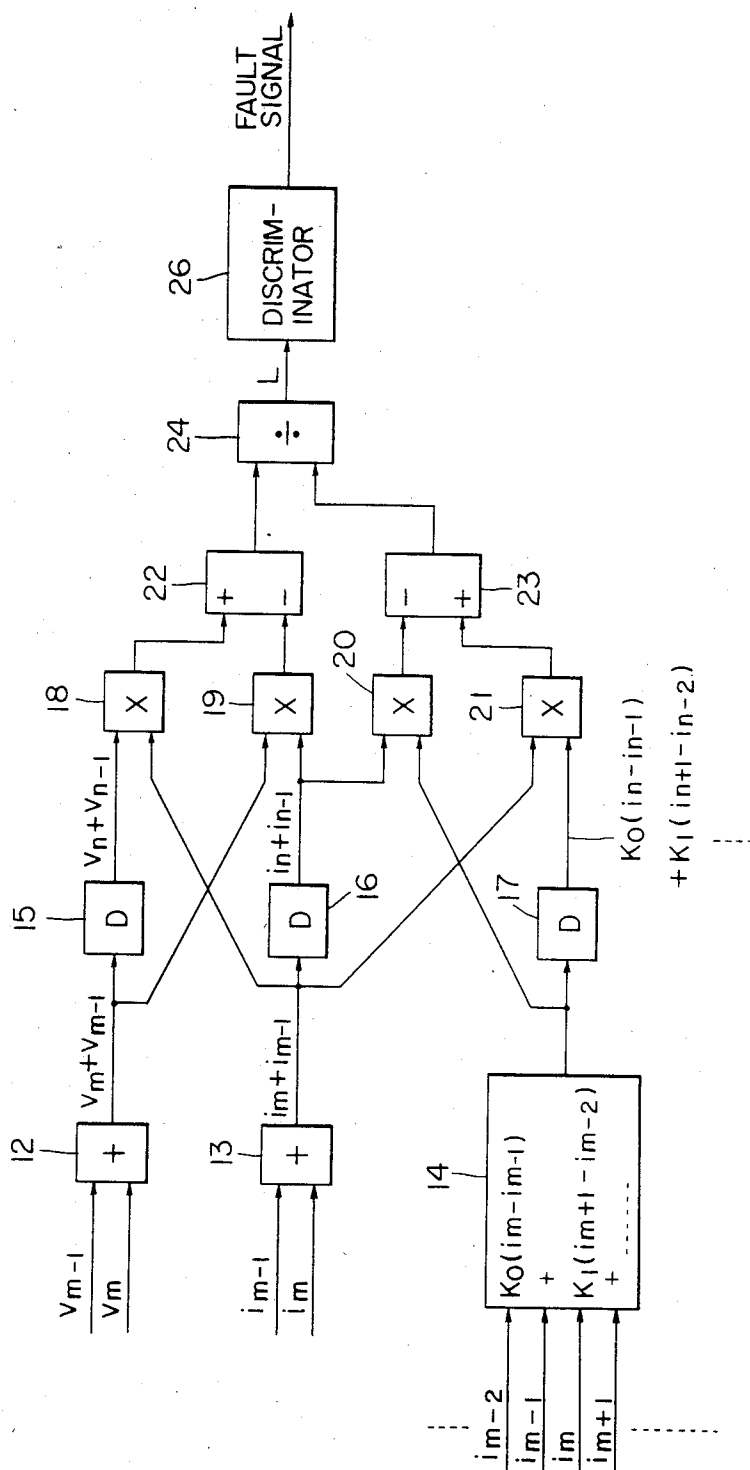 Vm-1
Vm
12
+
Vm+Vm-1
15
D
Vn+Vn-1
18
X
im-1
im
13
+
im+im-1
D
16
in+in-1
19
X
22
+
−
24
÷
L
26
DISCRIM-
INATOR
FAULT
SIGNAL
im-2
im-1
im
im+1
14
K0(im-im-1)
+
K1(im+1-im-2)
+
17
D
K0(in-in-1)
+K1(in+1-in-2)
20
X
21
X
−
+
23